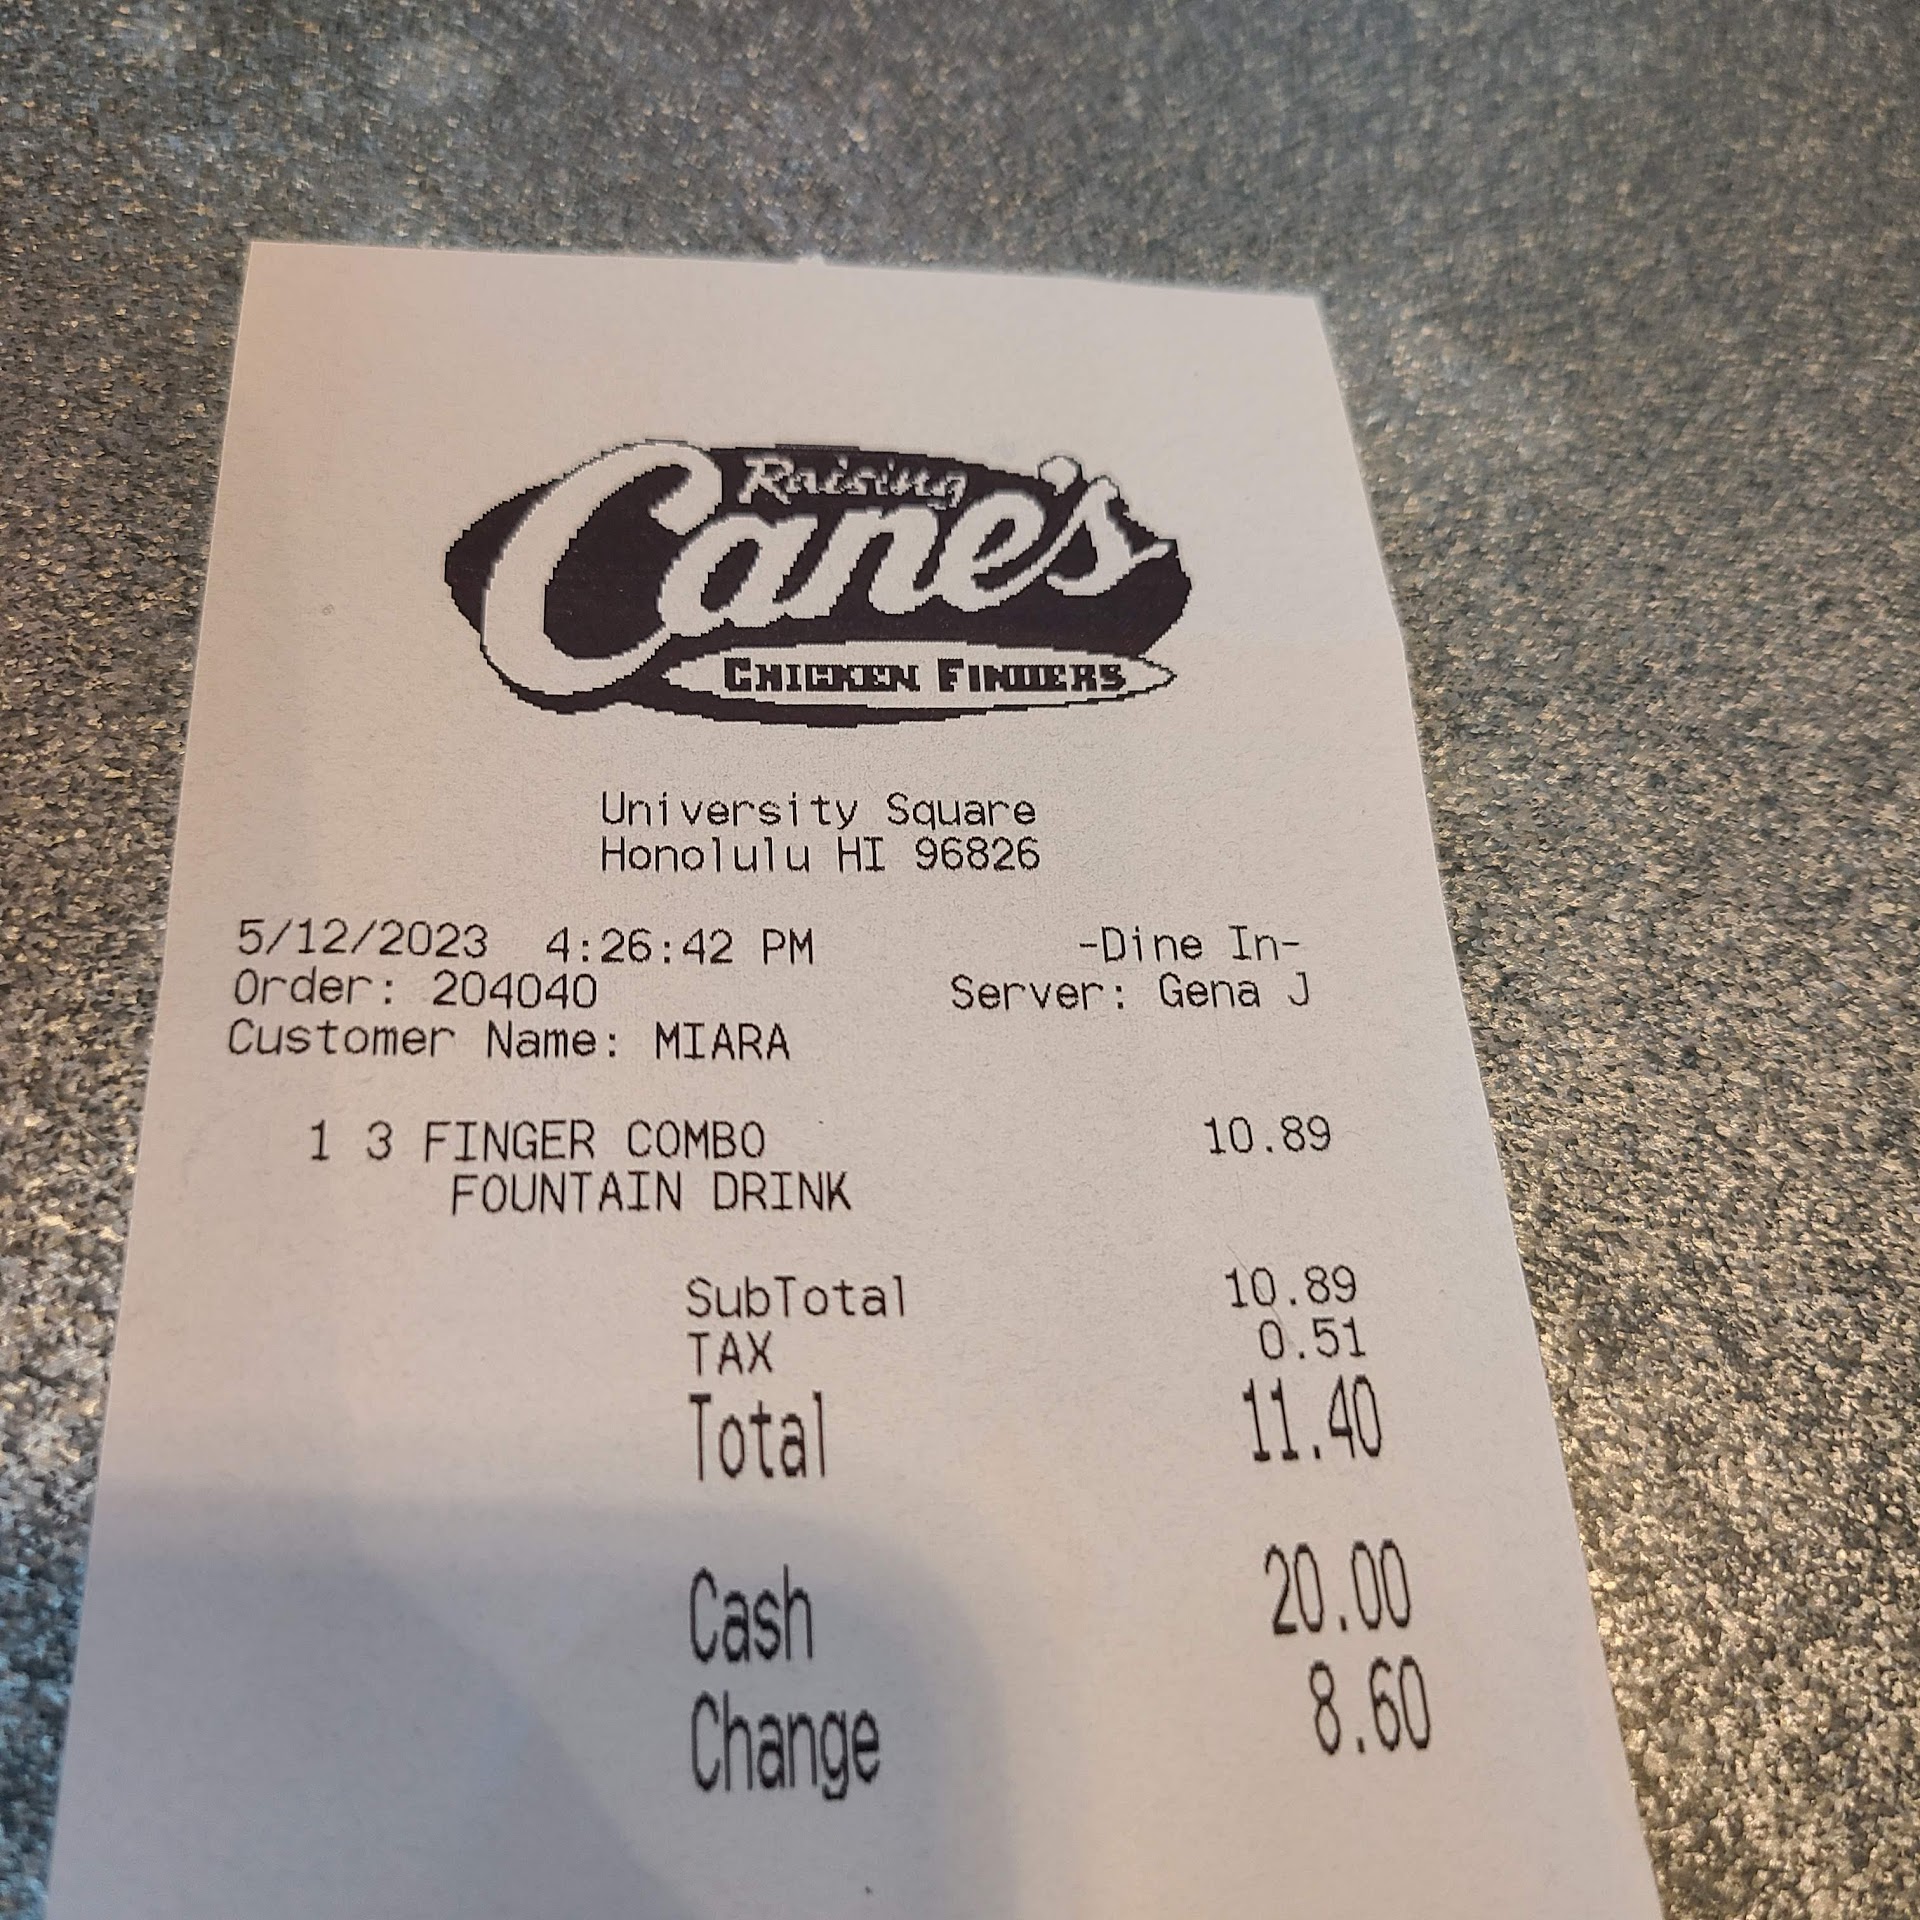 Raising
Cane's
CHICKEN FINGERS
University Square
Honolulu HI 96826
5/12/2023 4:26:42 PM -Dine In-
Order: 204040 Server: Gena J
Customer Name: MIARA
1 3 FINGER COMBO 10.89
FOUNTAIN DRINK
SubTotal 10.89
TAX 0.51
Total 11.40
Cash 20.00
Change 8.60